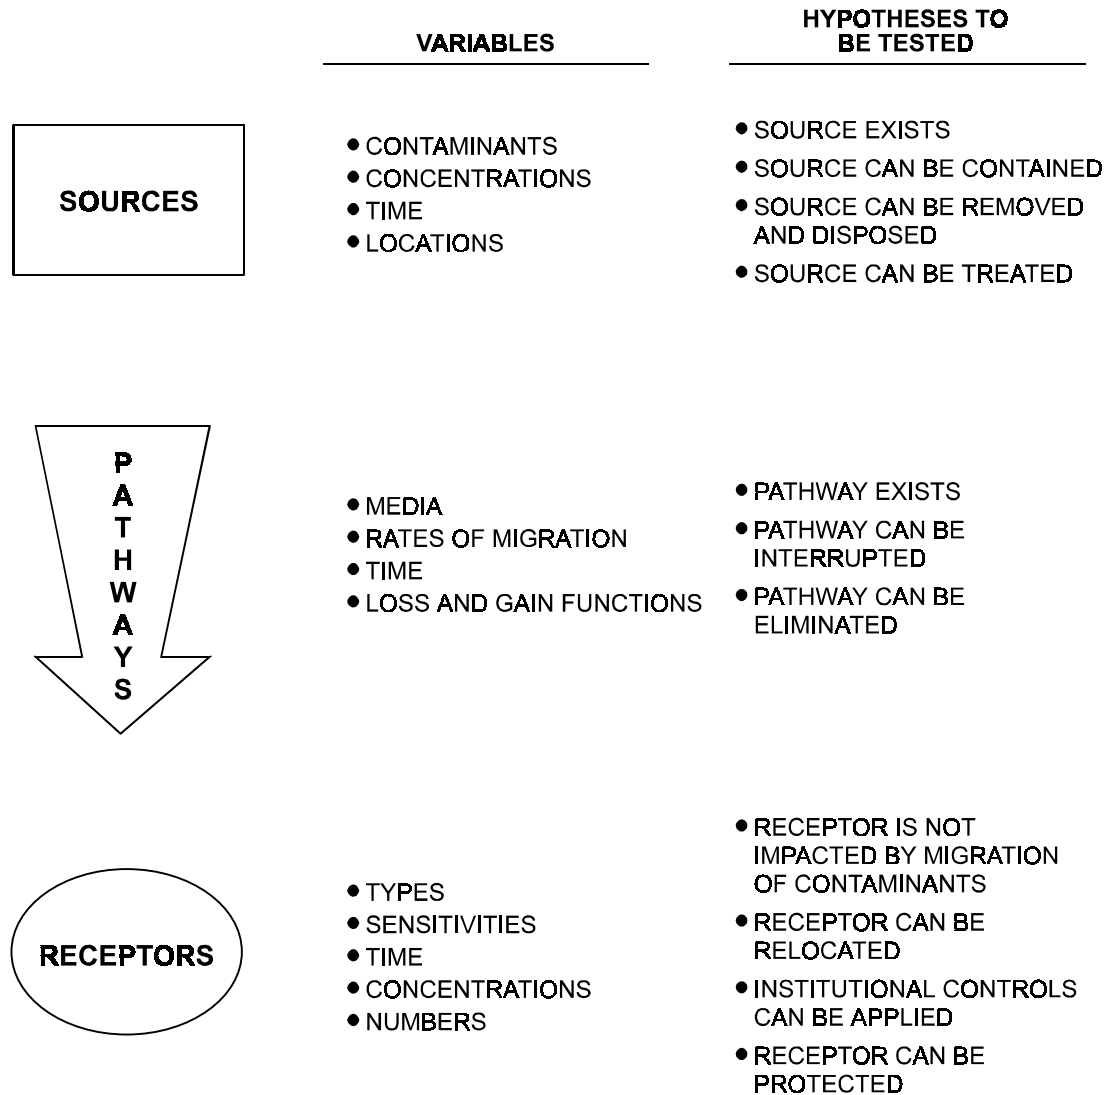 VARIABLES
HYPOTHESES TO
BE TESTED
SOURCES
• CONTAMINANTS
• CONCENTRATIONS
• TIME
• LOCATIONS
• SOURCE EXISTS
• SOURCE CAN BE CONTAINED
• SOURCE CAN BE REMOVED
AND DISPOSED
• SOURCE CAN BE TREATED
P
A
T
H
W
A
Y
S
• MEDIA
• RATES OF MIGRATION
• TIME
• LOSS AND GAIN FUNCTIONS
• PATHWAY EXISTS
• PATHWAY CAN BE
INTERRUPTED
• PATHWAY CAN BE
ELIMINATED
RECEPTORS
• TYPES
• SENSITIVITIES
• TIME
• CONCENTRATIONS
• NUMBERS
• RECEPTOR IS NOT
IMPACTED BY MIGRATION
OF CONTAMINANTS
• RECEPTOR CAN BE
RELOCATED
• INSTITUTIONAL CONTROLS
CAN BE APPLIED
• RECEPTOR CAN BE
PROTECTED